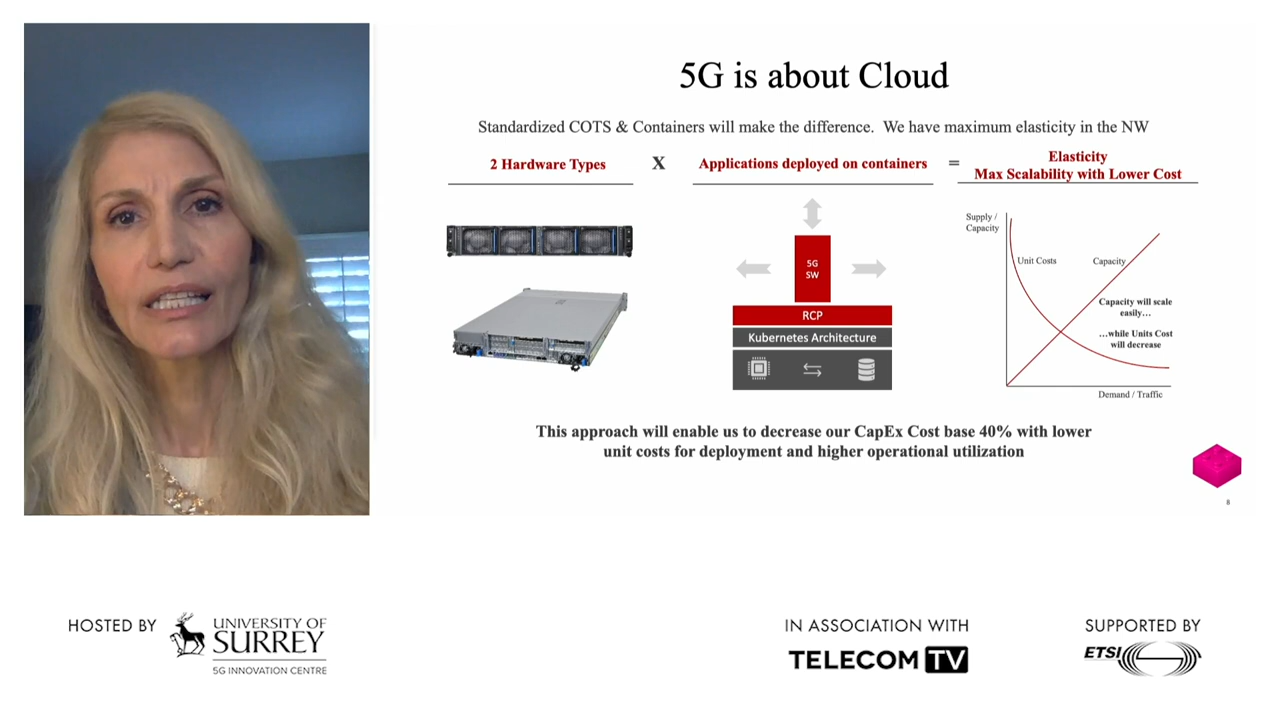 5G is about Cloud
Standardized COTS & Containers will make the difference.  We have maximum elasticity in the NW
2 Hardware Types
X
Applications deployed on containers
=
Elasticity
Max Scalability with Lower Cost
5G
SW
RCP
Kubernetes Architecture
Supply /
Capacity
Unit Costs
Capacity
Capacity will scale
easily…
…while Units Cost
will decrease
Demand / Traffic
This approach will enable us to decrease our CapEx Cost base 40% with lower
unit costs for deployment and higher operational utilization
8
HOSTED BY
UNIVERSITY OF
SURREY
5G INNOVATION CENTRE
IN ASSOCIATION WITH
TELECOM TV
SUPPORTED BY
ETSI